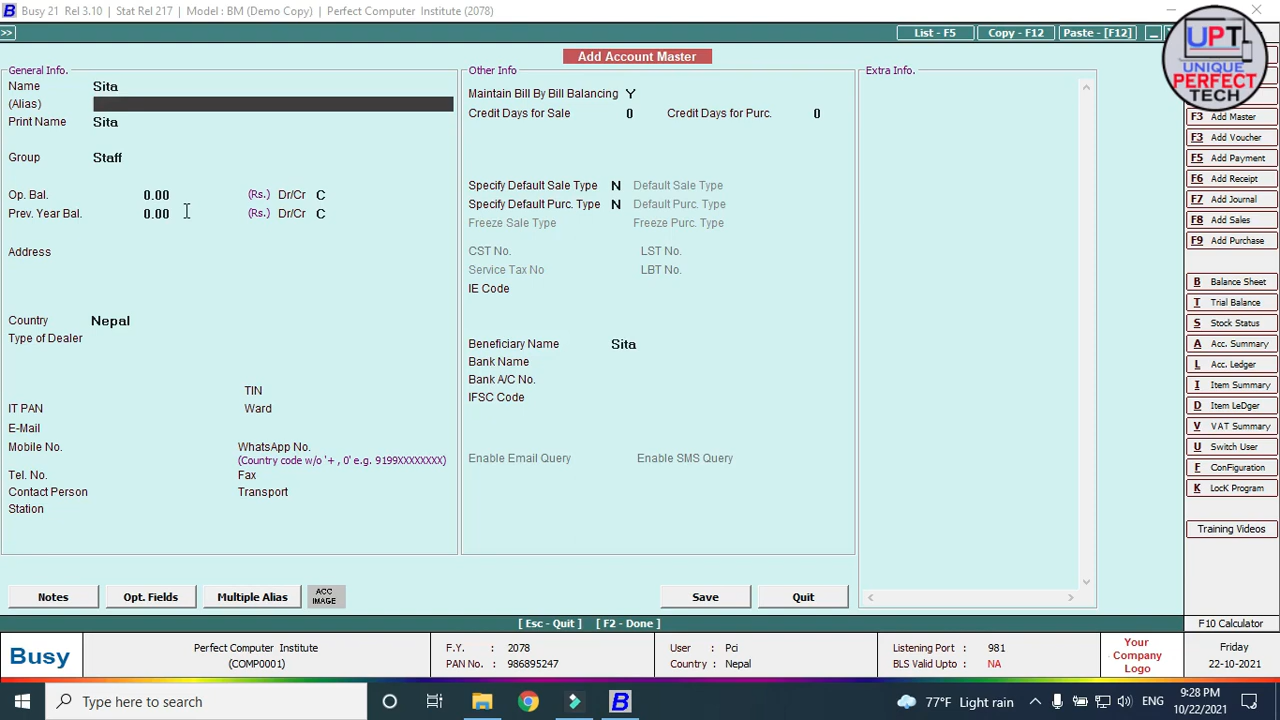 Busy 21 Rel 3.10 | Stat Rel 217 | Model : BM (Demo Copy) | Perfect Computer Institute (2078)
>> List - F5 Copy - F12 Paste - [F12]
UPT
UNIQUE
PERFECT
TECH
Add Account Master
General Info. Other Info Extra Info.
Name Sita Maintain Bill By Bill Balancing Y
(Alias)
Credit Days for Sale 0 Credit Days for Purc. 0
Print Name Sita
Group Staff
Specify Default Sale Type N Default Sale Type
Op. Bal. 0.00 (Rs.) Dr/Cr C
Specify Default Purc. Type N Default Purc. Type
Prev. Year Bal. 0.00 (Rs.) Dr/Cr C
Freeze Sale Type Freeze Purc. Type
Address CST No. LST No.
Service Tax No LBT No.
IE Code
Country Nepal
Type of Dealer
Beneficiary Name Sita
Bank Name
Bank A/C No.
TIN
IFSC Code
IT PAN Ward
E-Mail
Mobile No. WhatsApp No.
(Country code w/o '+ , 0' e.g. 9199XXXXXXXX)
Enable Email Query Enable SMS Query
Tel. No. Fax
Contact Person Transport
Station
Notes Opt. Fields Multiple Alias ACC
IMAGE
Save Quit
[ Esc - Quit ] [ F2 - Done ]
F3 Add Master
F3 Add Voucher
F5 Add Payment
F6 Add Receipt
F7 Add Journal
F8 Add Sales
F9 Add Purchase
B Balance Sheet
T Trial Balance
S Stock Status
A Acc. Summary
L Acc. Ledger
I Item Summary
D Item LeDger
V VAT Summary
U Switch User
F ConFiguration
K LocK Program
Training Videos
F10 Calculator
Busy
Perfect Computer Institute
(COMP0001)
F.Y. : 2078
PAN No. : 986895247
User : Pci
Country : Nepal
Listening Port : 981
BLS Valid Upto : NA
Your
Company
Logo
Friday
22-10-2021
Type here to search
77°F Light rain ENG
9:28 PM
10/22/2021